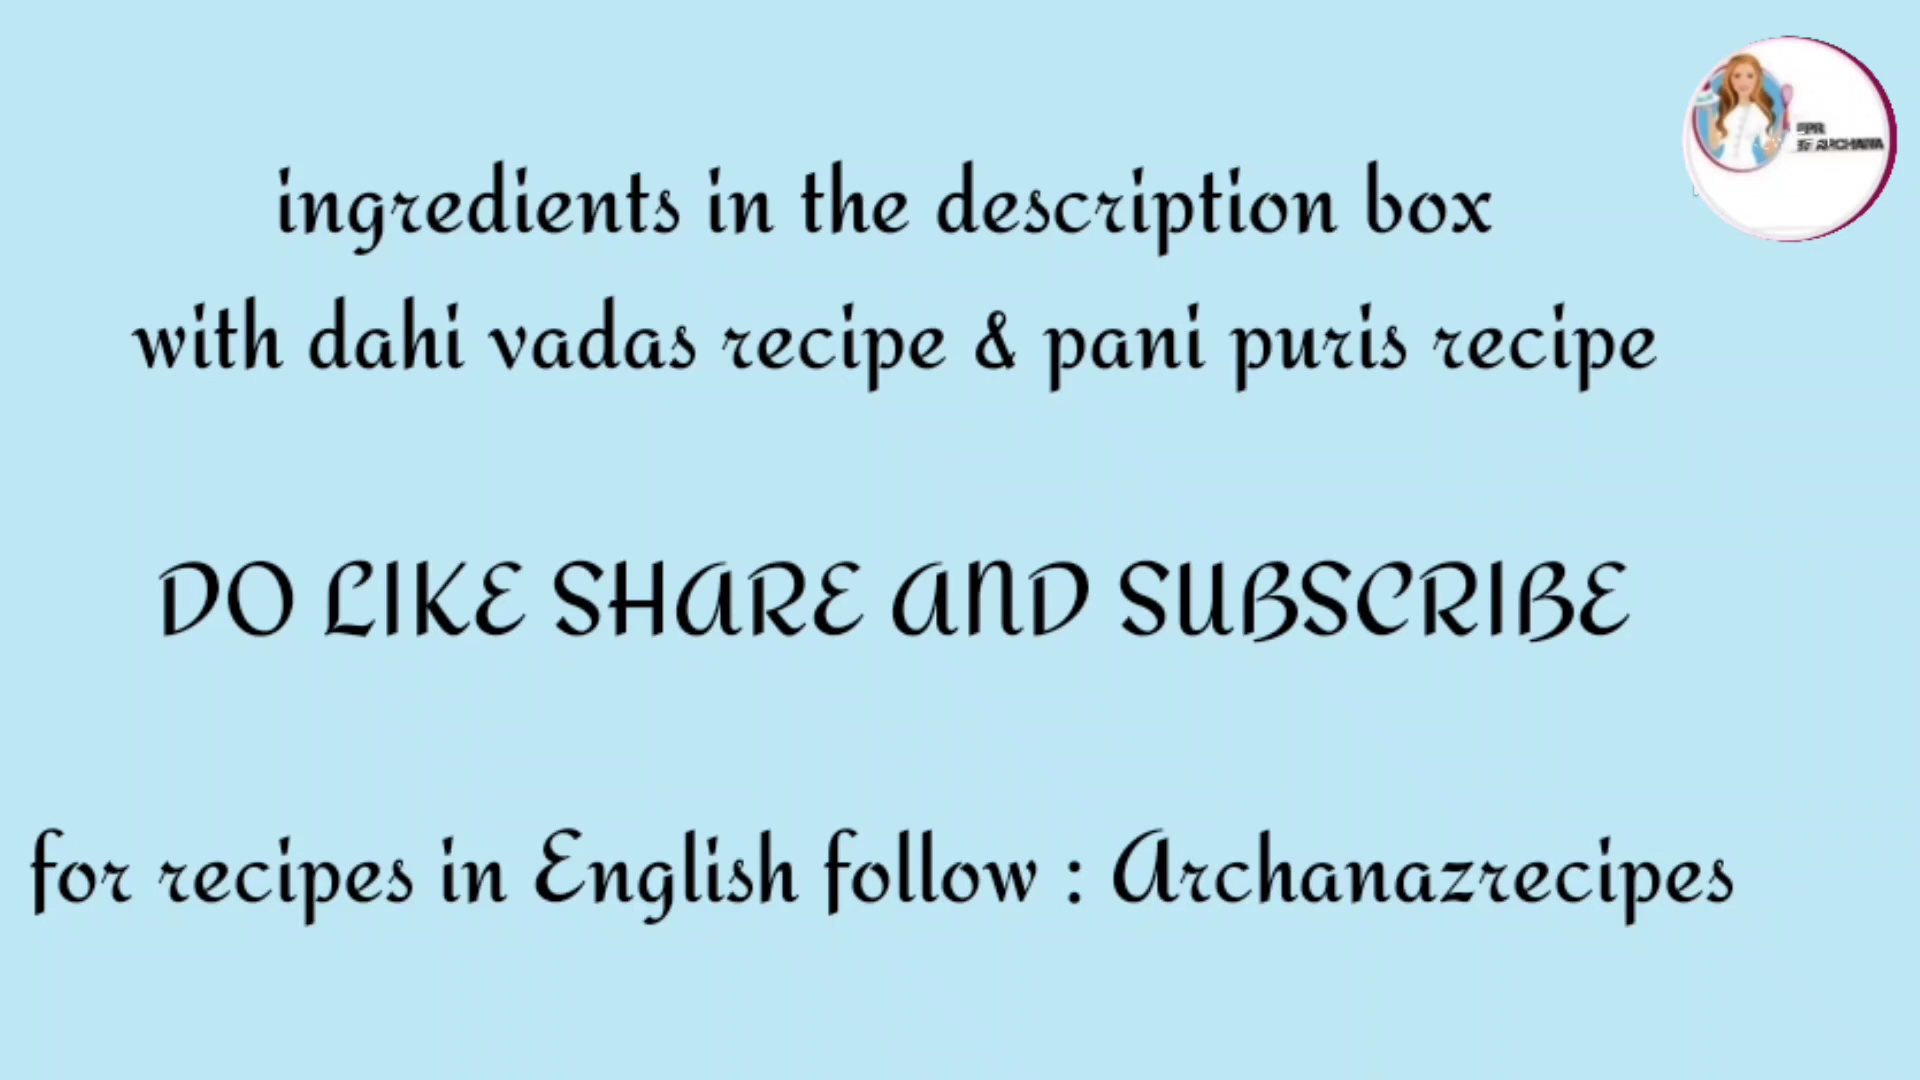 ingredients in the description box
with dahi vadas recipe & pani puris recipe
DO LIKE SHARE AND SUBSCRIBE
for recipes in English follow : Archanazrecipes
ARCHANA